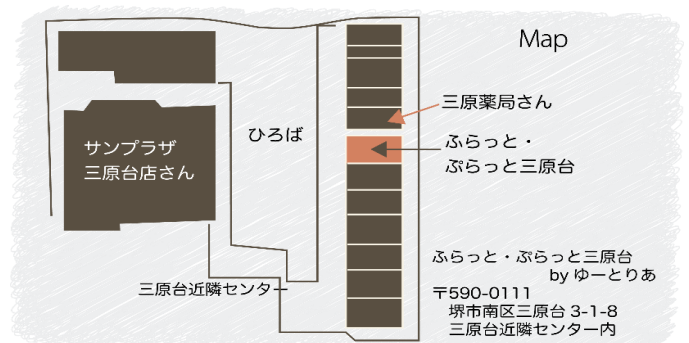 Map
三原薬局さん
ふらっと・
ぷらっと三原台
ひろば
サンプラザ
三原台店さん
三原台近隣センター
ふらっと・ぷらっと三原台
by ゆーとりあ
〒590-0111
堺市南区三原台 3-1-8
三原台近隣センター内